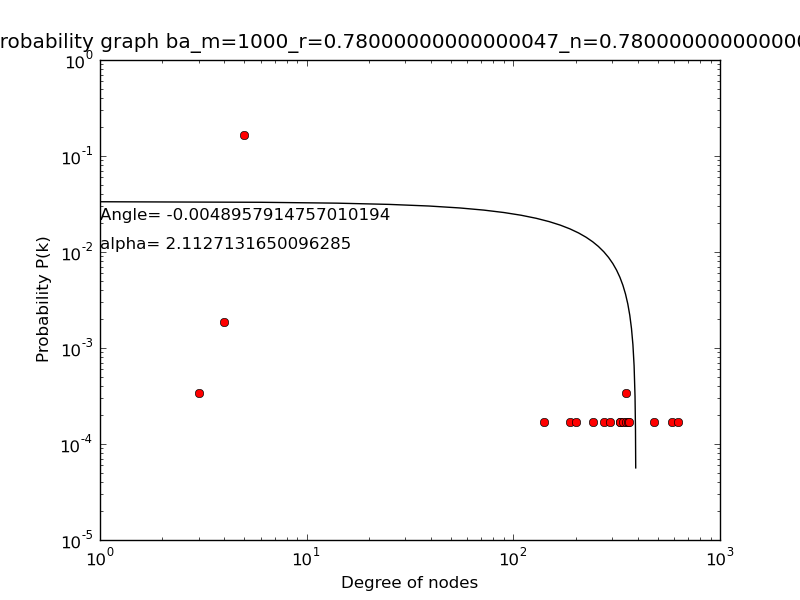 robability graph ba_m=1000_r=0.78000000000000047_n=0.7800000000000000
10^0
10^-1
Angle= -0.0048957914757010194
alpha= 2.1127131650096285
10^-2
10^-3
10^-4
10^-5
Probability P(k)
10^0 10^1 10^2 10^3
Degree of nodes